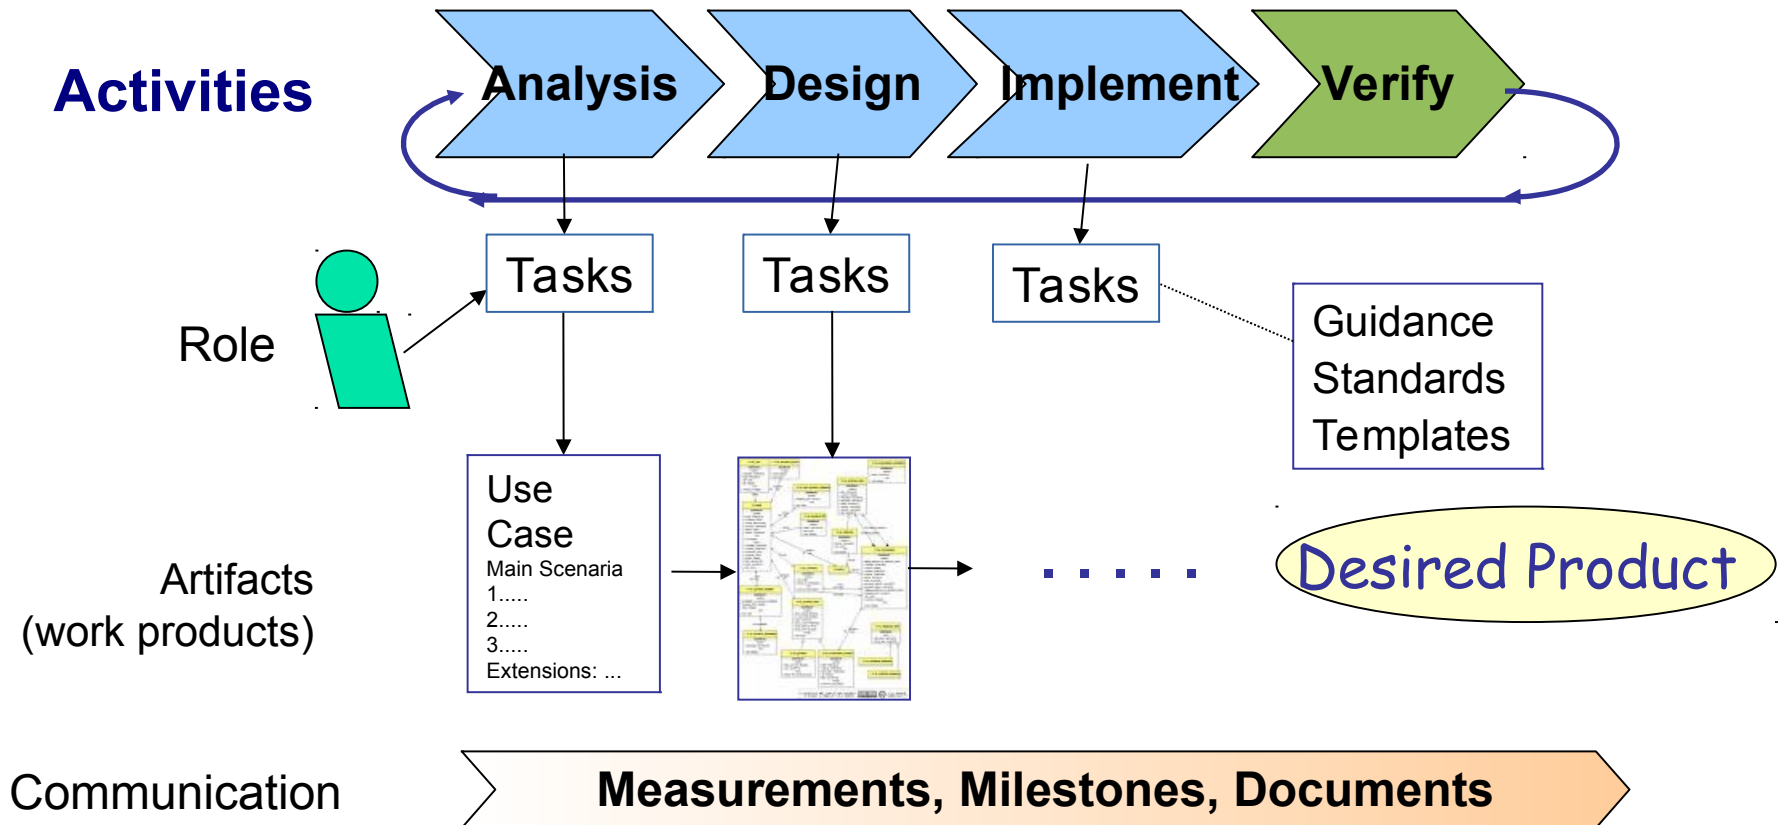 Activities
Analysis
Design
Implement
Verify
Tasks
Tasks
Tasks
Role
Guidance
Standards
Templates
Use
Case
Main Scenaria
1.....
2.....
3.....
Extensions: ...
Artifacts
(work products)
.....
Desired Product
Communication
Measurements, Milestones, Documents